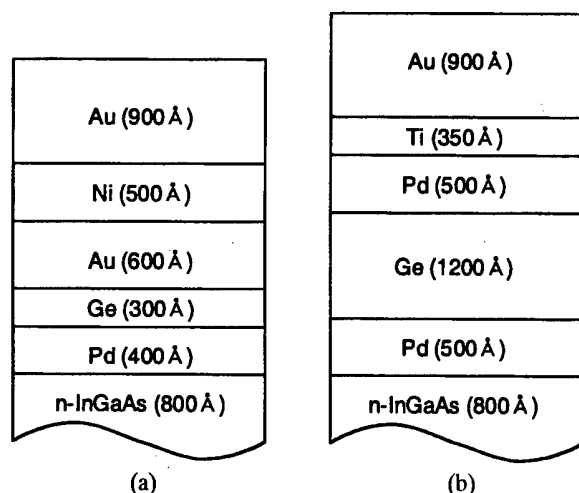 Au (900 Å)
Ni (500 Å)
Au (600 Å)
Ge (300 Å)
Pd (400 Å)
n-InGaAs (800 Å)
(a)
Au (900 Å)
Ti (350 Å)
Pd (500 Å)
Ge (1200 Å)
Pd (500 Å)
n-InGaAs (800 Å)
(b)